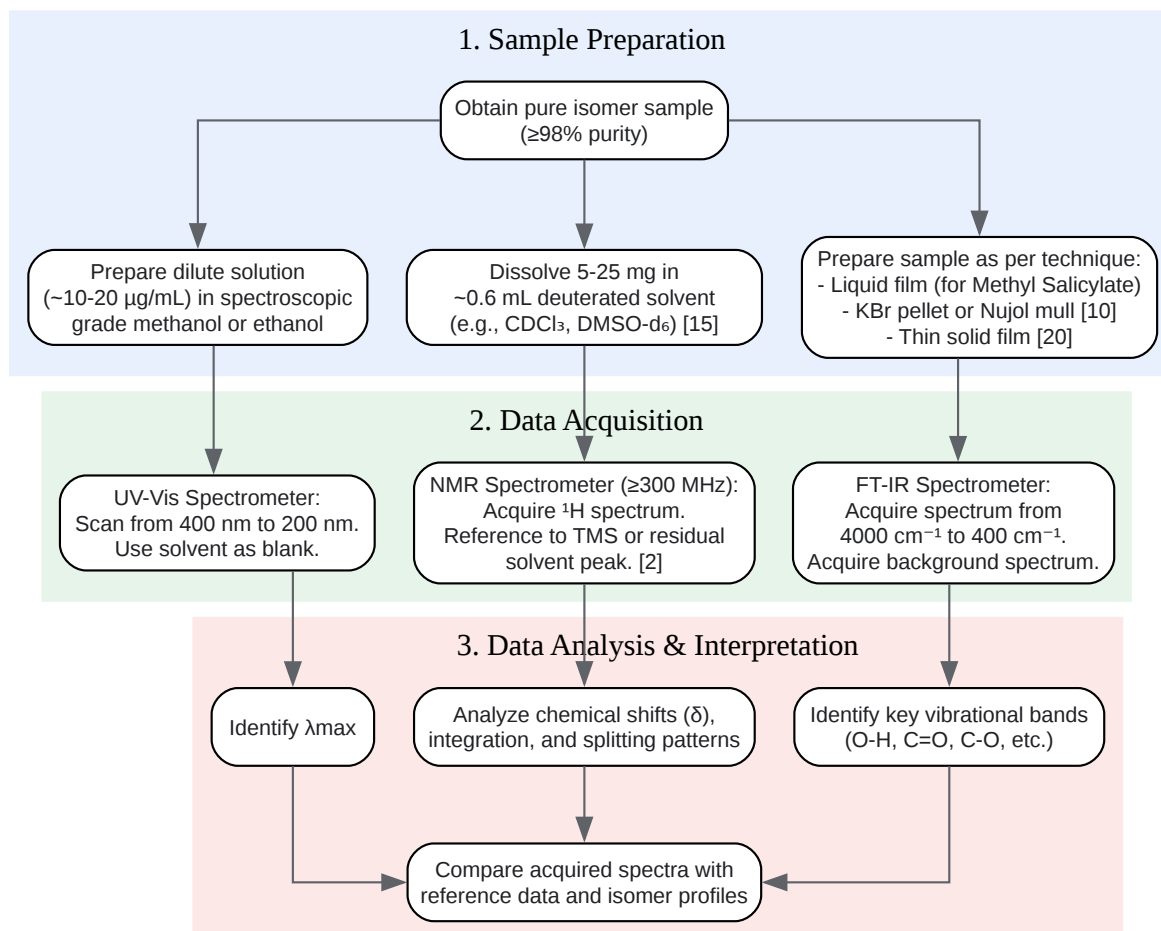 1. Sample Preparation
Obtain pure isomer sample
(≥98% purity)
Prepare dilute solution
(~10-20 µg/mL) in spectroscopic
grade methanol or ethanol
Dissolve 5-25 mg in
~0.6 mL deuterated solvent
(e.g., CDCl₃, DMSO-d₆) [15]
Prepare sample as per technique:
- Liquid film (for Methyl Salicylate)
- KBr pellet or Nujol mull [10]
- Thin solid film [20]
2. Data Acquisition
UV-Vis Spectrometer:
Scan from 400 nm to 200 nm.
Use solvent as blank.
NMR Spectrometer (≥300 MHz):
Acquire ¹H spectrum.
Reference to TMS or residual
solvent peak. [2]
FT-IR Spectrometer:
Acquire spectrum from
4000 cm⁻¹ to 400 cm⁻¹.
Acquire background spectrum.
3. Data Analysis & Interpretation
Identify λmax
Analyze chemical shifts (δ),
integration, and splitting patterns
Identify key vibrational bands
(O-H, C=O, C-O, etc.)
Compare acquired spectra with
reference data and isomer profiles